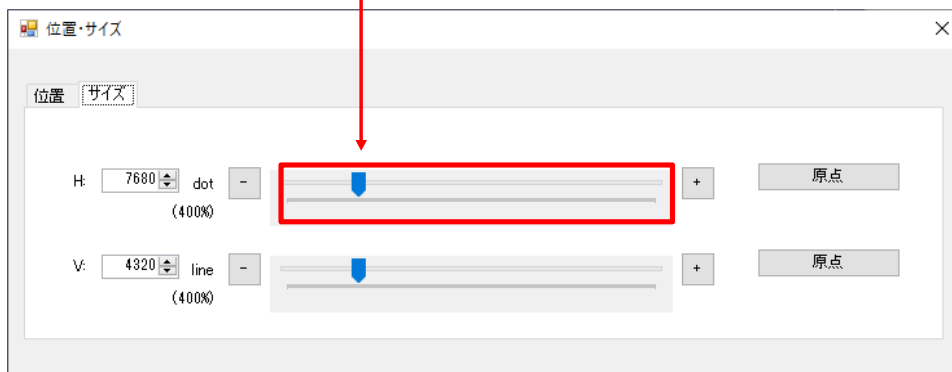 位置・サイズ
位置 サイズ
H: 7680 dot - + 原点
(400%)
V: 4320 line - + 原点
(400%)